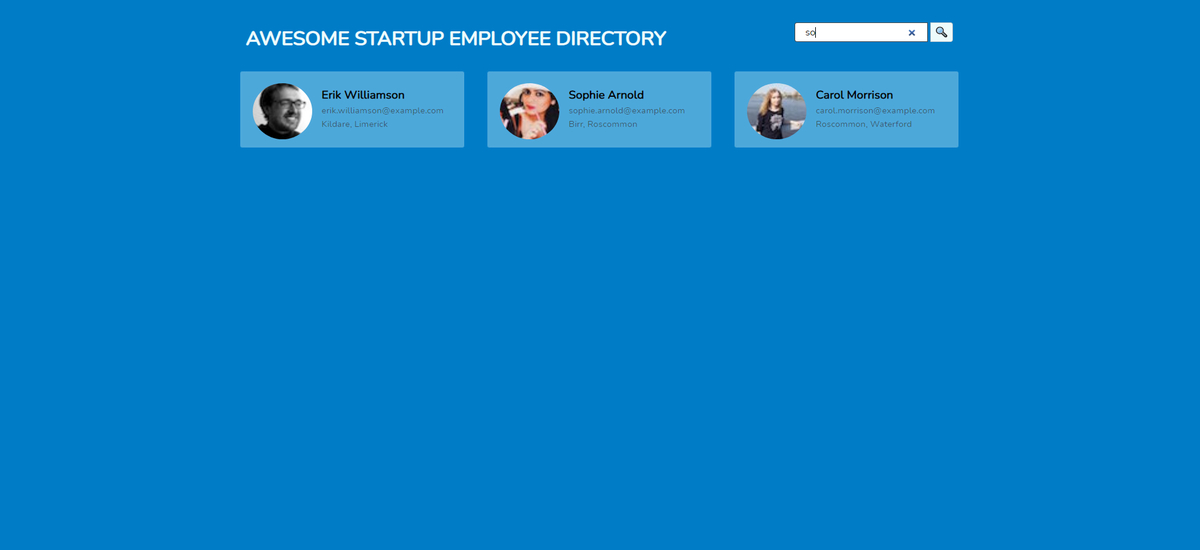 AWESOME STARTUP EMPLOYEE DIRECTORY
so
Erik Williamson
erik.williamson@example.com
Kildare, Limerick
Sophie Arnold
sophie.arnold@example.com
Birr, Roscommon
Carol Morrison
carol.morrison@example.com
Roscommon, Waterford